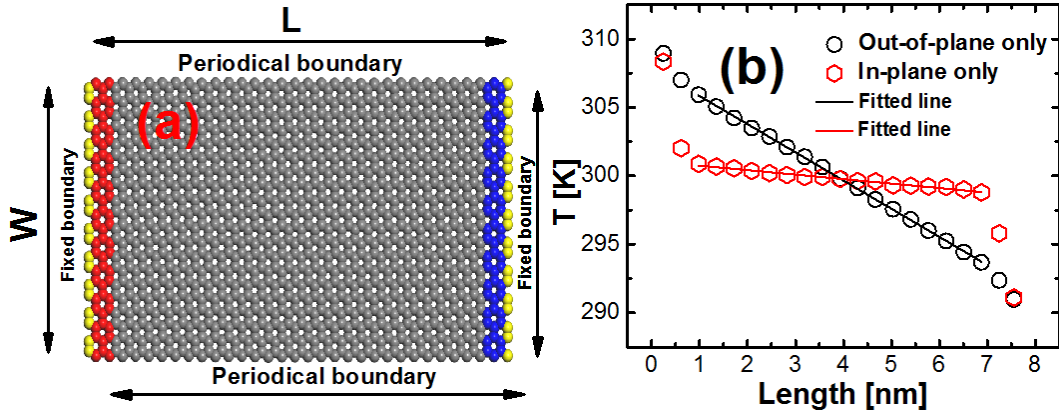 L
Periodical boundary
(a)
W
Fixed boundary
Fixed boundary
Periodical boundary
(b)
Out-of-plane only
In-plane only
Fitted line
Fitted line
T [K]
310
305
300
295
290
0 1 2 3 4 5 6 7 8
Length [nm]